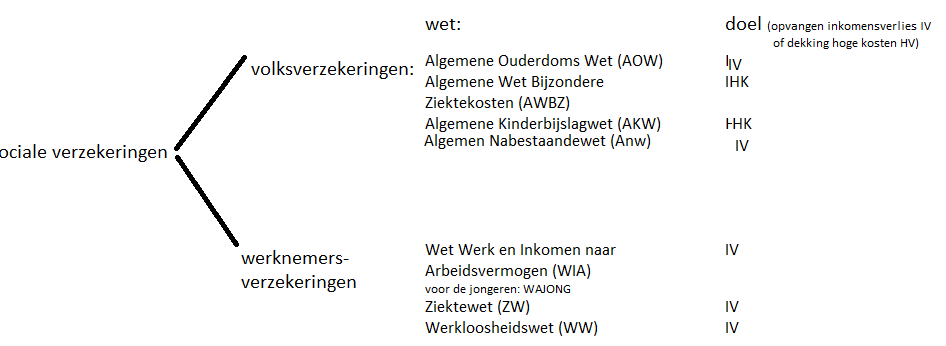 wet: doel (opvangen inkomensverlies IV
of dekking hoge kosten HV)
volksverzekeringen:
Algemene Ouderdoms Wet (AOW) IV
Algemene Wet Bijzondere IHK
Ziektekosten (AWBZ)
Algemene Kinderbijslagwet (AKW) HHK
Algemen Nabestaandewet (Anw) IV
ociale verzekeringen
werknemers-
verzekeringen
Wet Werk en Inkomen naar IV
Arbeidsvermogen (WIA)
voor de jongeren: WAJONG
Ziektewet (ZW) IV
Werkloosheidswet (WW) IV